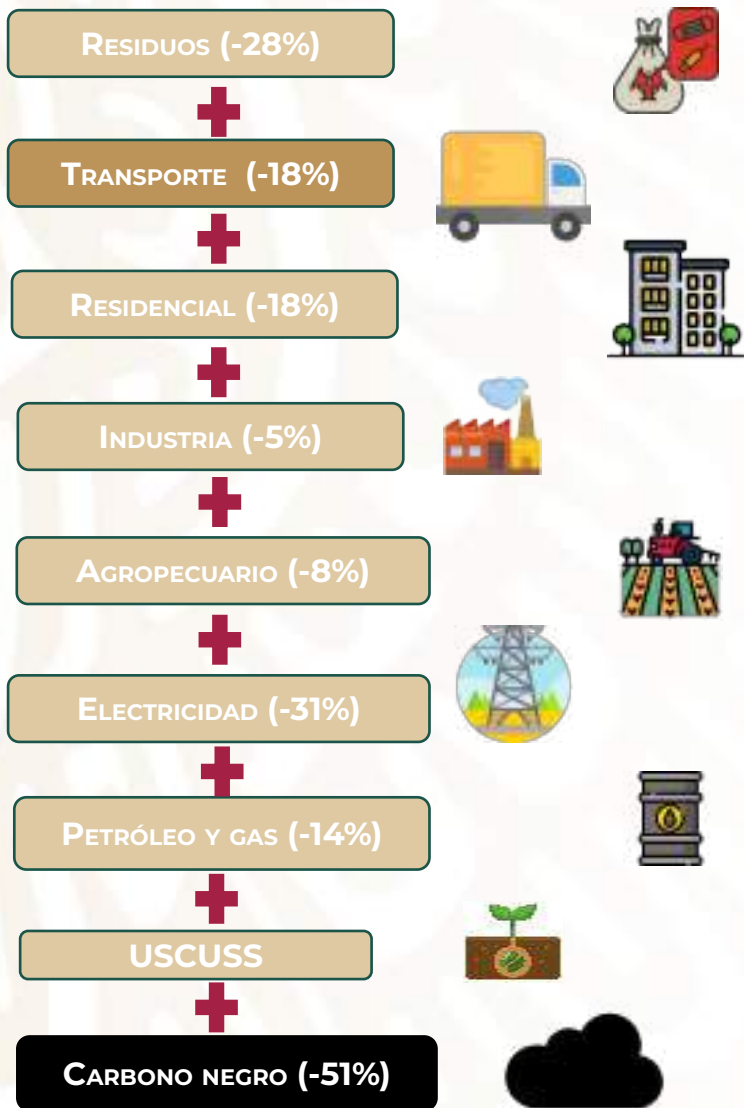 Residuos (-28%)
Transporte (-18%)
Residencial (-18%)
Industria (-5%)
Agropecuario (-8%)
Electricidad (-31%)
Petróleo y gas (-14%)
USCUSS
Carbono negro (-51%)